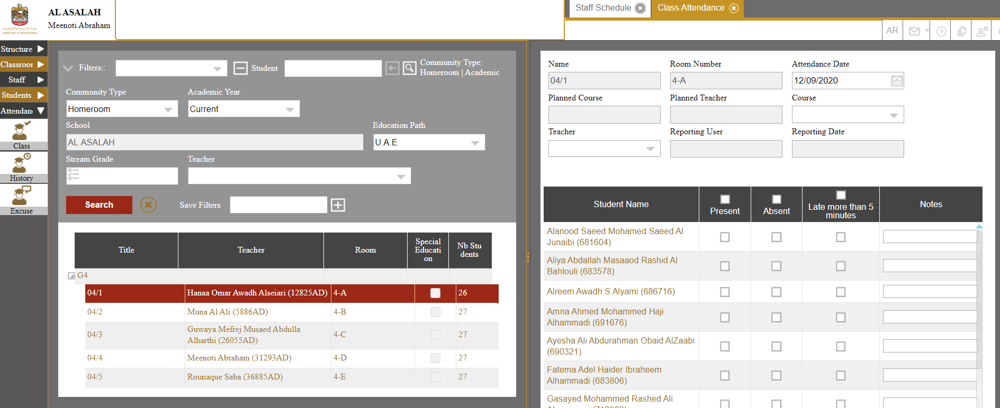 وزارة التربية والتعليم
MINISTRY OF EDUCATION
AL ASALAH
Meenoti Abraham
Staff Schedule
Class Attendance
AR
Structure
Classroor
Staff
Students
Attendan
Class
History
Excuse
Filters::
Student
Community Type:
Homeroom | Academic
Community Type
Academic Year
Homeroom
Current
School
Education Path
AL ASALAH
U.A.E
Stream Grade
Teacher
Search
Save Filters
Title
Teacher
Room
Special
Educati
on
Nb Stu
dents
G4
04/1 Hanaa Omar Awadh Alseiari (12825AD) 4-A 26
04/2 Muna Al Ali (5886AD) 4-B 27
04/3 Guwaya Mefrej Musaed Abdulla
Alharthi (26055AD) 4-C 27
04/4 Meenoti Abraham (31293AD) 4-D 27
04/5 Rounaque Saba (36885AD) 4-E 27
Name
Room Number
Attendance Date
04/1
4-A
12/09/2020
Planned Course
Planned Teacher
Course
Teacher
Reporting User
Reporting Date
Student Name
Present
Absent
Late more than 5
minutes
Notes
Alanood Saeed Mohamed Saeed Al
Junaibi (681604)
Aliya Abdallah Masaaod Rashid Al
Bahlouli (683578)
Alreem Awadh S Alyami (686716)
Amna Ahmed Mohammed Haji
Alhammadi (691676)
Ayesha Ali Abdurahman Obaid AlZaabi
(690321)
Fatema Adel Haider Ibraheem
Alhammadi (683806)
Gasayed Mohammed Rashed Ali